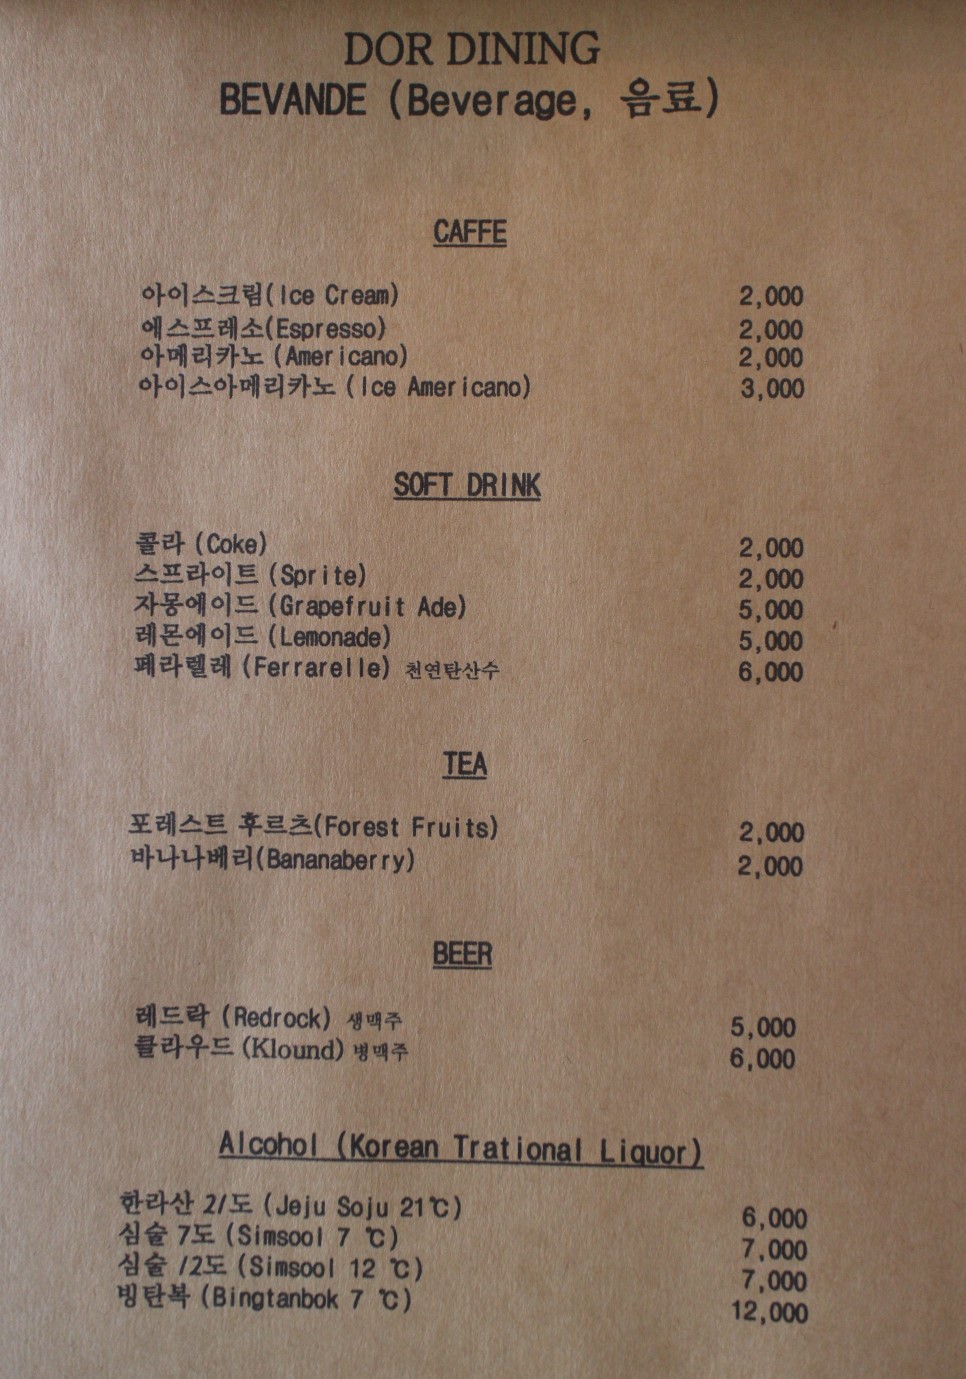 DOR DINING
BEVANDE (Beverage, 음료)
CAFFE
아이스크림(Ice Cream) 2,000
에스프레소(Espresso) 2,000
아메리카노 (Americano) 2,000
아이스아메리카노 (Ice Americano) 3,000
SOFT DRINK
콜라 (Coke) 2,000
스프라이트 (Sprite) 2,000
자몽에이드 (Grapefruit Ade) 5,000
레몬에이드 (Lemonade) 5,000
페라렐레 (Ferrarelle) 천연탄산수 6,000
TEA
포레스트 후르츠(Forest Fruits) 2,000
바나나베리(Bananaberry) 2,000
BEER
레드락 (Redrock) 생맥주 5,000
클라우드 (Klound) 병맥주 6,000
Alcohol (Korean Trational Liquor)
한라산 21도 (Jeju Soju 21℃) 6,000
심술 7도 (Simsool 7 ℃) 7,000
심술 12도 (Simsool 12 ℃) 7,000
빙탄복 (Bingtanbok 7 ℃) 12,000